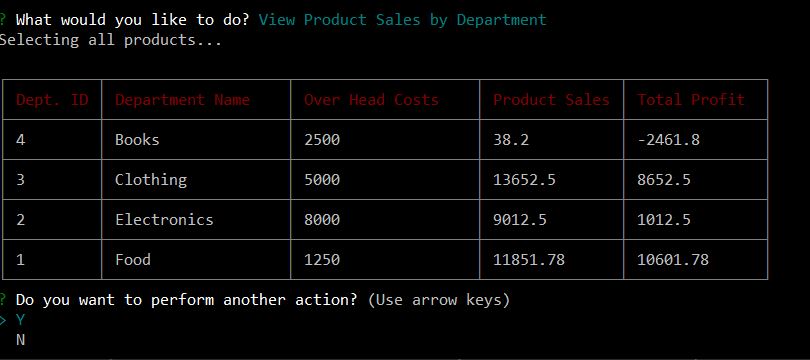 ? What would you like to do? View Product Sales by Department
Selecting all products...
Dept. ID Department Name Over Head Costs Product Sales Total Profit
4 Books 2500 38.2 -2461.8
3 Clothing 5000 13652.5 8652.5
2 Electronics 8000 9012.5 1012.5
1 Food 1250 11851.78 10601.78
? Do you want to perform another action? (Use arrow keys)
> Y
N